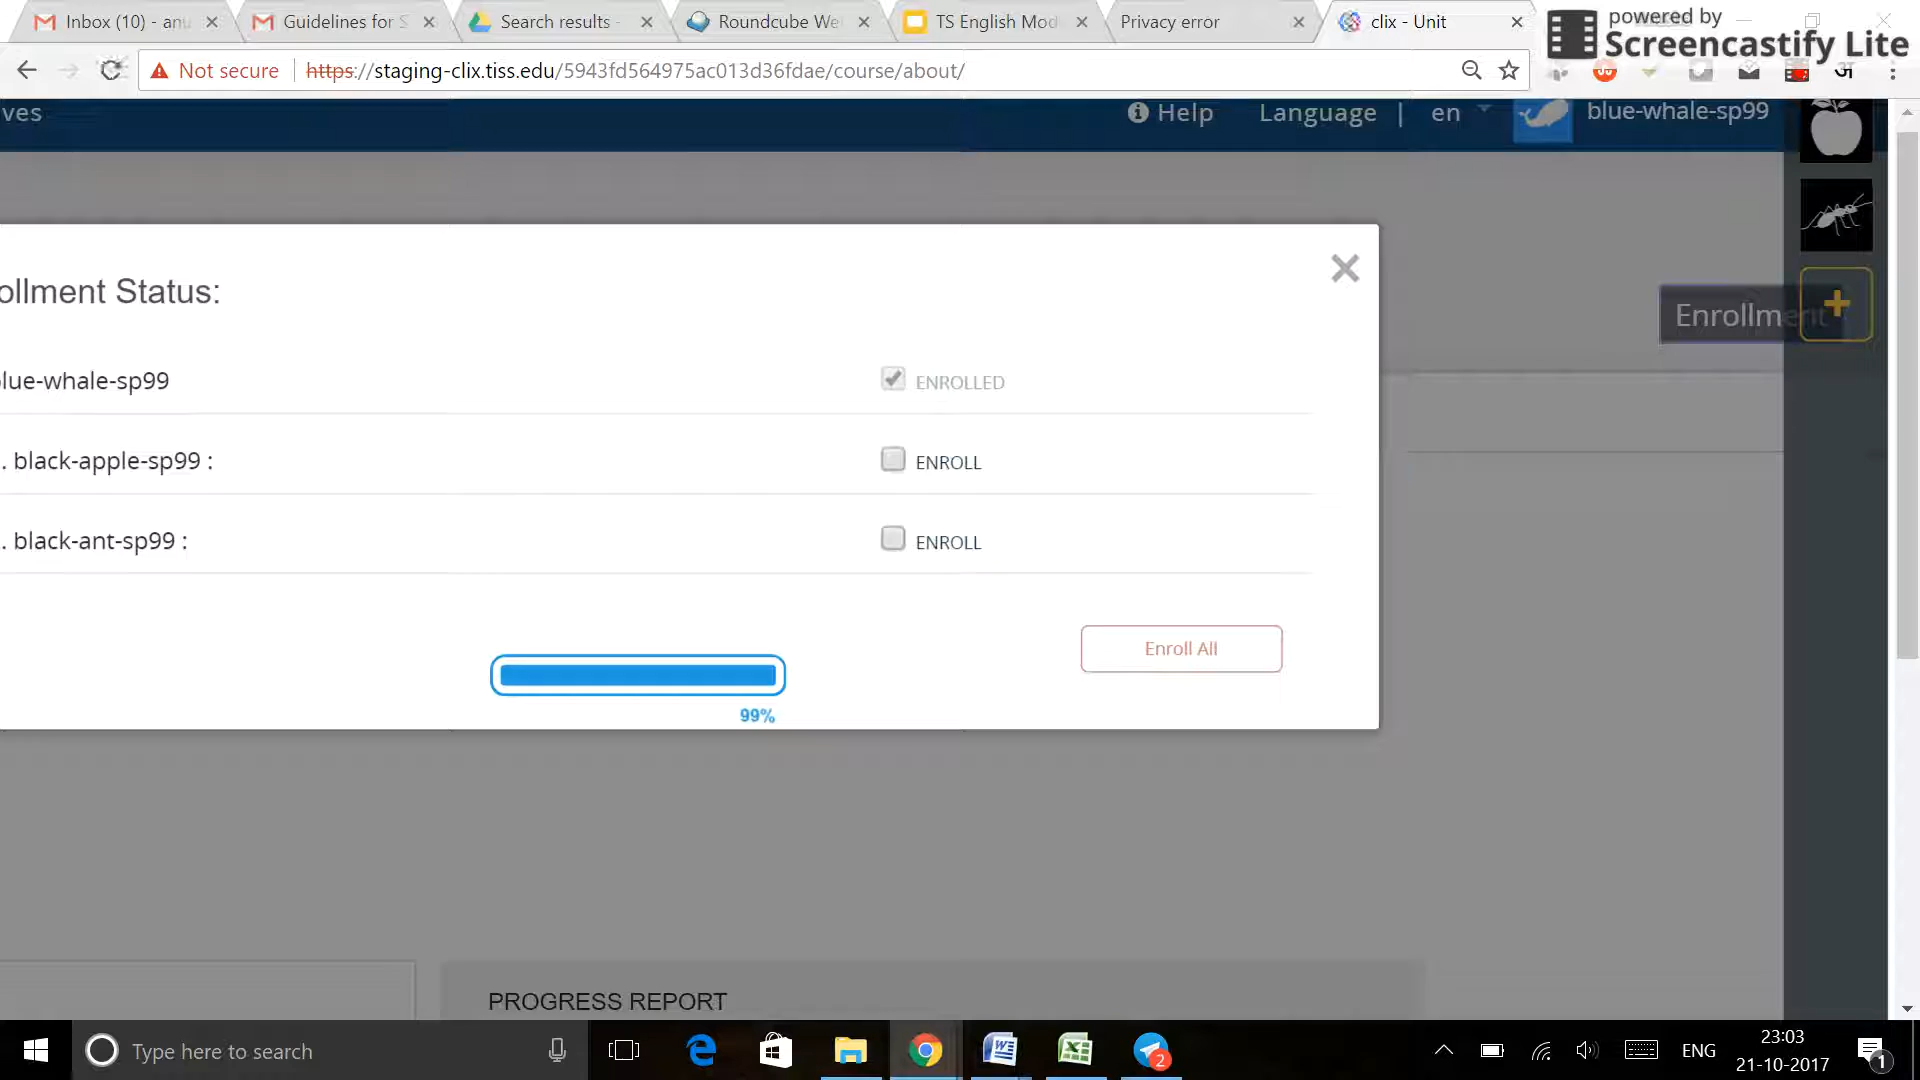 Inbox (10) - anu
Guidelines for S
Search results -
Roundcube We
TS English Mod
Privacy error
clix - Unit
powered by
Screencastify Lite
Not secure
https://staging-clix.tiss.edu/5943fd564975ac013d36fdae/course/about/
ves
Help
Language | en
blue-whale-sp99
ollment Status:
Enrollment
lue-whale-sp99
ENROLLED
. black-apple-sp99 :
ENROLL
. black-ant-sp99 :
ENROLL
Enroll All
99%
PROGRESS REPORT
Type here to search
2
ENG
23:03
21-10-2017
1